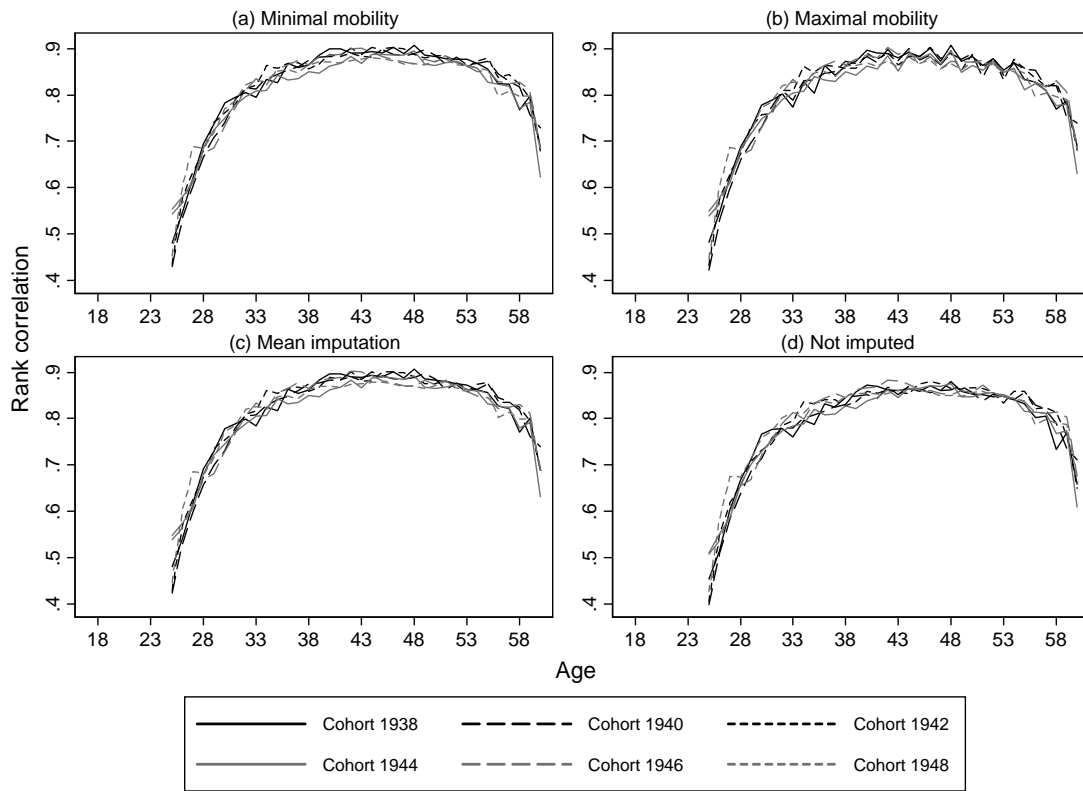 (a) Minimal mobility
(b) Maximal mobility
.9
.8
.7
.6
.5
.4
18 23 28 33 38 43 48 53 58
.9
.8
.7
.6
.5
.4
18 23 28 33 38 43 48 53 58
(c) Mean imputation
(d) Not imputed
.9
.8
.7
.6
.5
.4
18 23 28 33 38 43 48 53 58
.9
.8
.7
.6
.5
.4
18 23 28 33 38 43 48 53 58
Rank correlation
Age
Cohort 1938 Cohort 1940 Cohort 1942
Cohort 1944 Cohort 1946 Cohort 1948